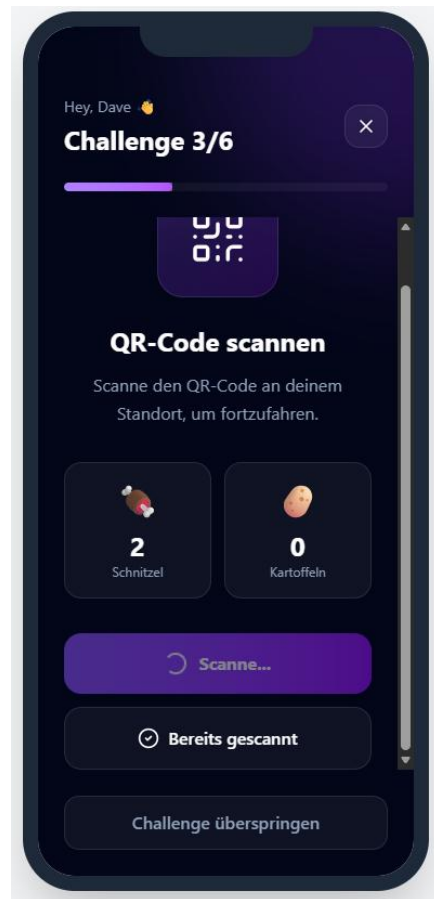 Hey, Dave 👋
Challenge 3/6
QR-Code scannen
Scanne den QR-Code an deinem
Standort, um fortzufahren.
2
Schnitzel
0
Kartoffeln
Scanne...
Bereits gescannt
Challenge überspringen